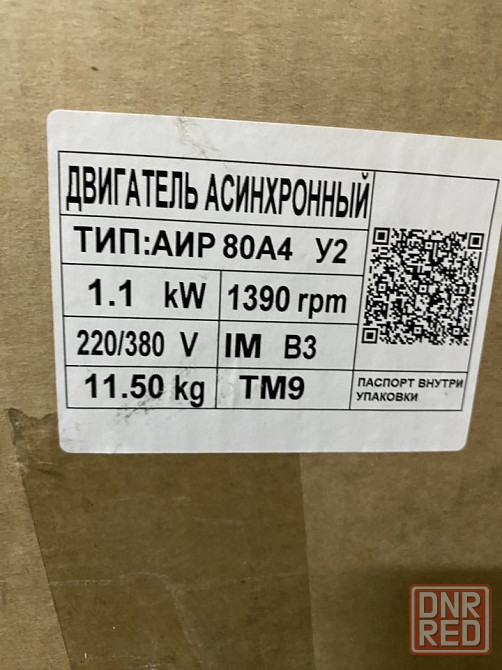 ДВИГАТЕЛЬ АСИНХРОННЫЙ
ТИП:АИР 80А4 У2
1.1 kW 1390 rpm
220/380 V IM B3
11.50 kg TM9
ПАСПОРТ ВНУТРИ
УПАКОВКИ
DNR
RED